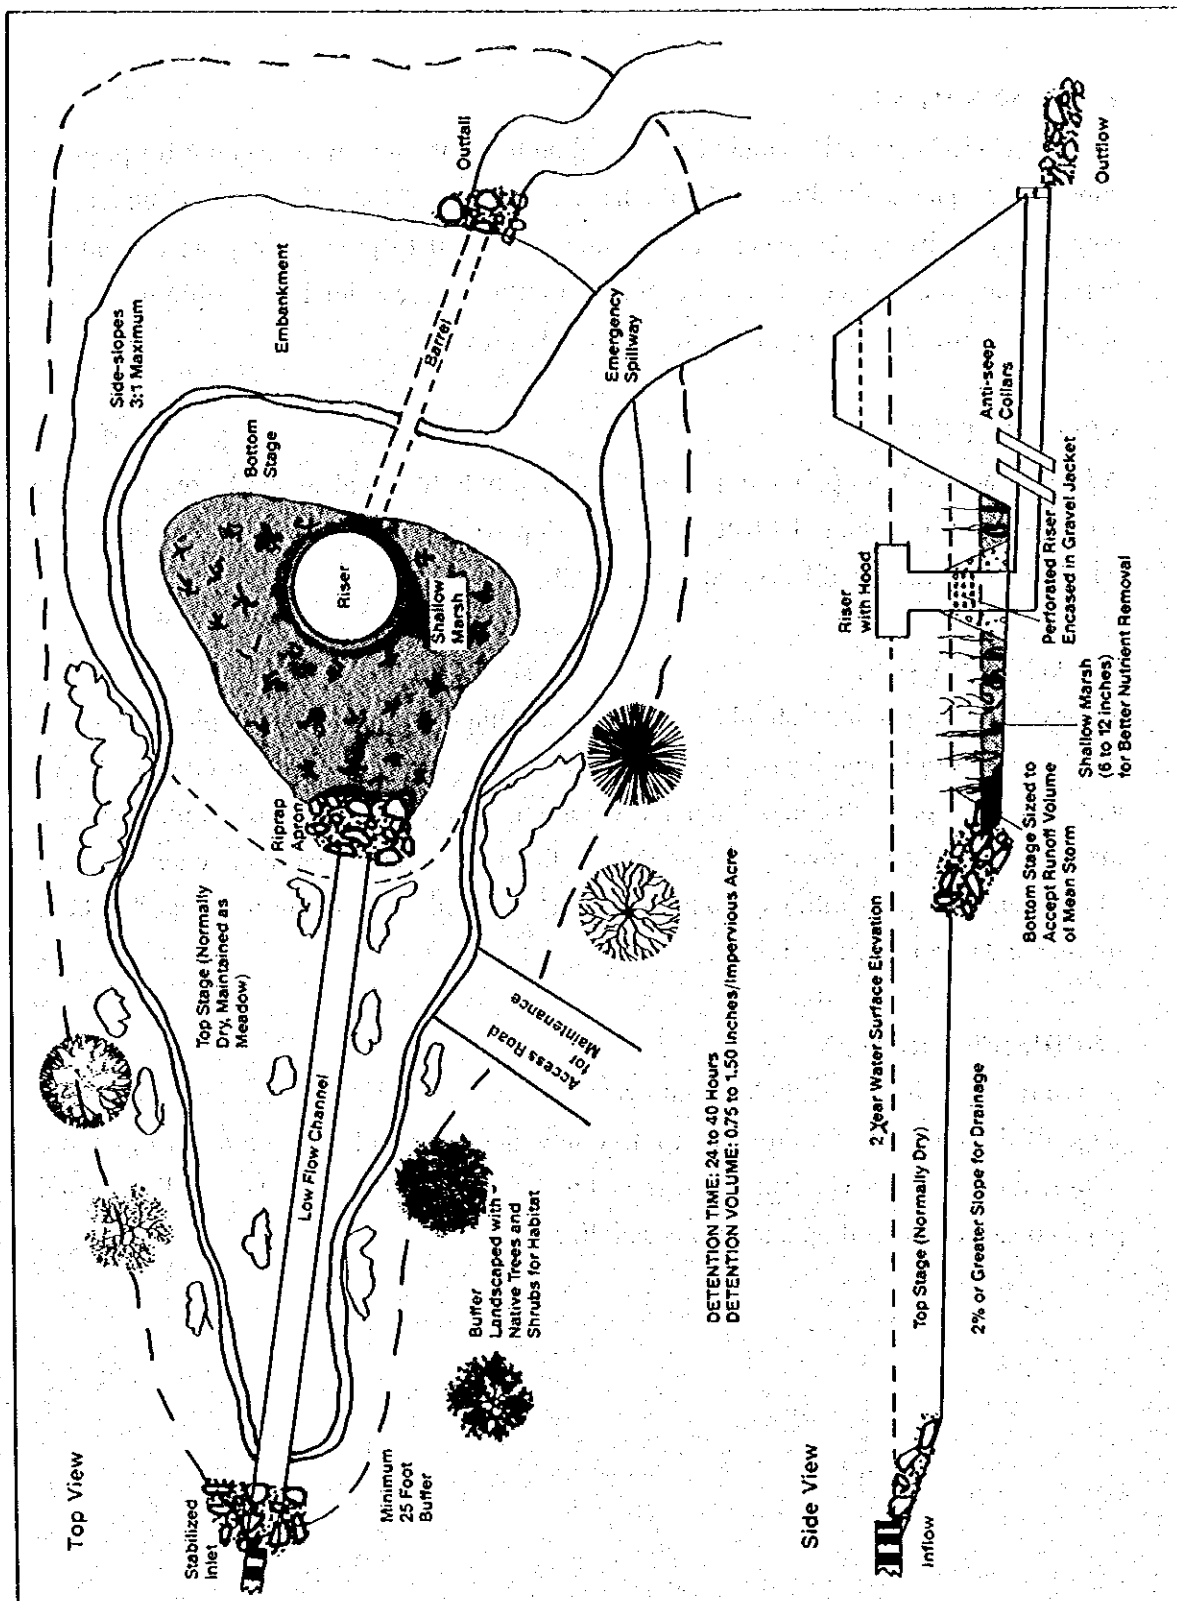 Top View
Stabilized
Inlet
Minimum
25 Foot
Buffer
Low Flow Channel
Top Stage (Normally
Dry, Maintained as
Meadow)
Buffer
Landscaped with
Native Trees and
Shrubs for Habitat
Access Road
for
Maintenance
Riprap
Apron
Shallow
Marsh
Riser
Bottom
Stage
Side-slopes
3:1 Maximum
Embankment
Barrel
Emergency
Spillway
Outfall
DETENTION TIME: 24 to 40 Hours
DETENTION VOLUME: 0.75 to 1.50 Inches/Impervious Acre
Side View
Inflow
Top Stage (Normally Dry)
2% or Greater Slope for Drainage
2 Year Water Surface Elevation
Bottom Stage Sized to
Accept Runoff Volume
of Mean Storm
Shallow Marsh
(6 to 12 inches)
for Better Nutrient Removal
Riser
with Hood
Perforated Riser
Encased in Gravel Jacket
Anti-seep
Collars
Outflow